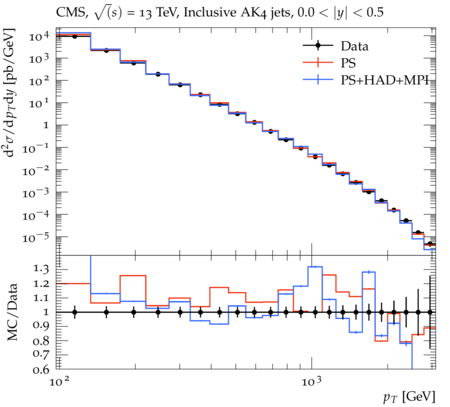 CMS, √(s) = 13 TeV, Inclusive AK4 jets, 0.0 < |y| < 0.5
Data
PS
PS+HAD+MPI
d²σ/dp_T dy [pb/GeV]
10⁴
10³
10²
10¹
1
10⁻¹
10⁻²
10⁻³
10⁻⁴
10⁻⁵
MC/Data
1.3
1.2
1.1
1
0.9
0.8
0.7
0.6
10²
10³
p_T [GeV]